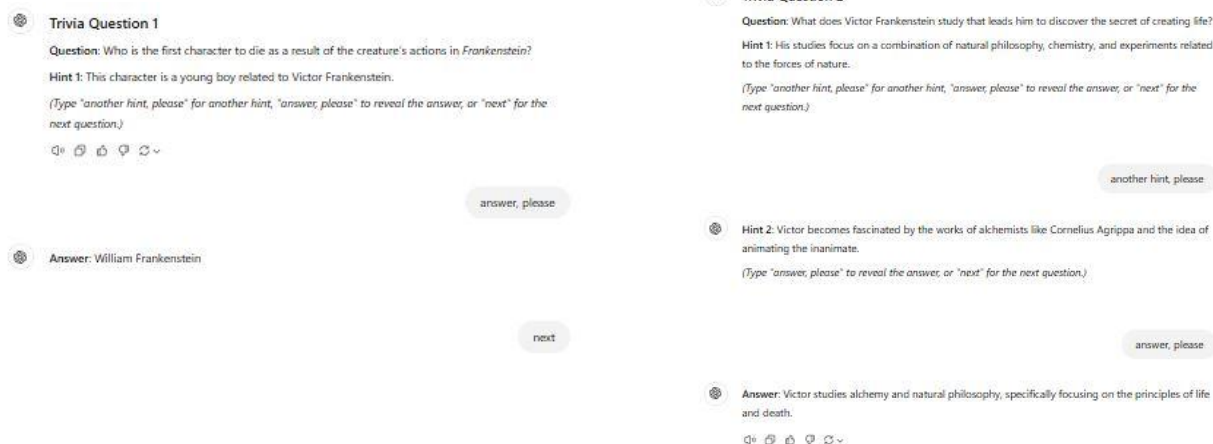 Trivia Question 1
Question: Who is the first character to die as a result of the creature's actions in Frankenstein?
Hint 1: This character is a young boy related to Victor Frankenstein.
(Type "another hint, please" for another hint, "answer, please" to reveal the answer, or "next" for the
next question.)
answer, please
Answer: William Frankenstein
next
Question: What does Victor Frankenstein study that leads him to discover the secret of creating life?
Hint 1: His studies focus on a combination of natural philosophy, chemistry, and experiments related
to the forces of nature.
(Type "another hint, please" for another hint, "answer, please" to reveal the answer, or "next" for the
next question.)
another hint, please
Hint 2: Victor becomes fascinated by the works of alchemists like Cornelius Agrippa and the idea of
animating the inanimate.
(Type "answer, please" to reveal the answer, or "next" for the next question.)
answer, please
Answer: Victor studies alchemy and natural philosophy, specifically focusing on the principles of life
and death.